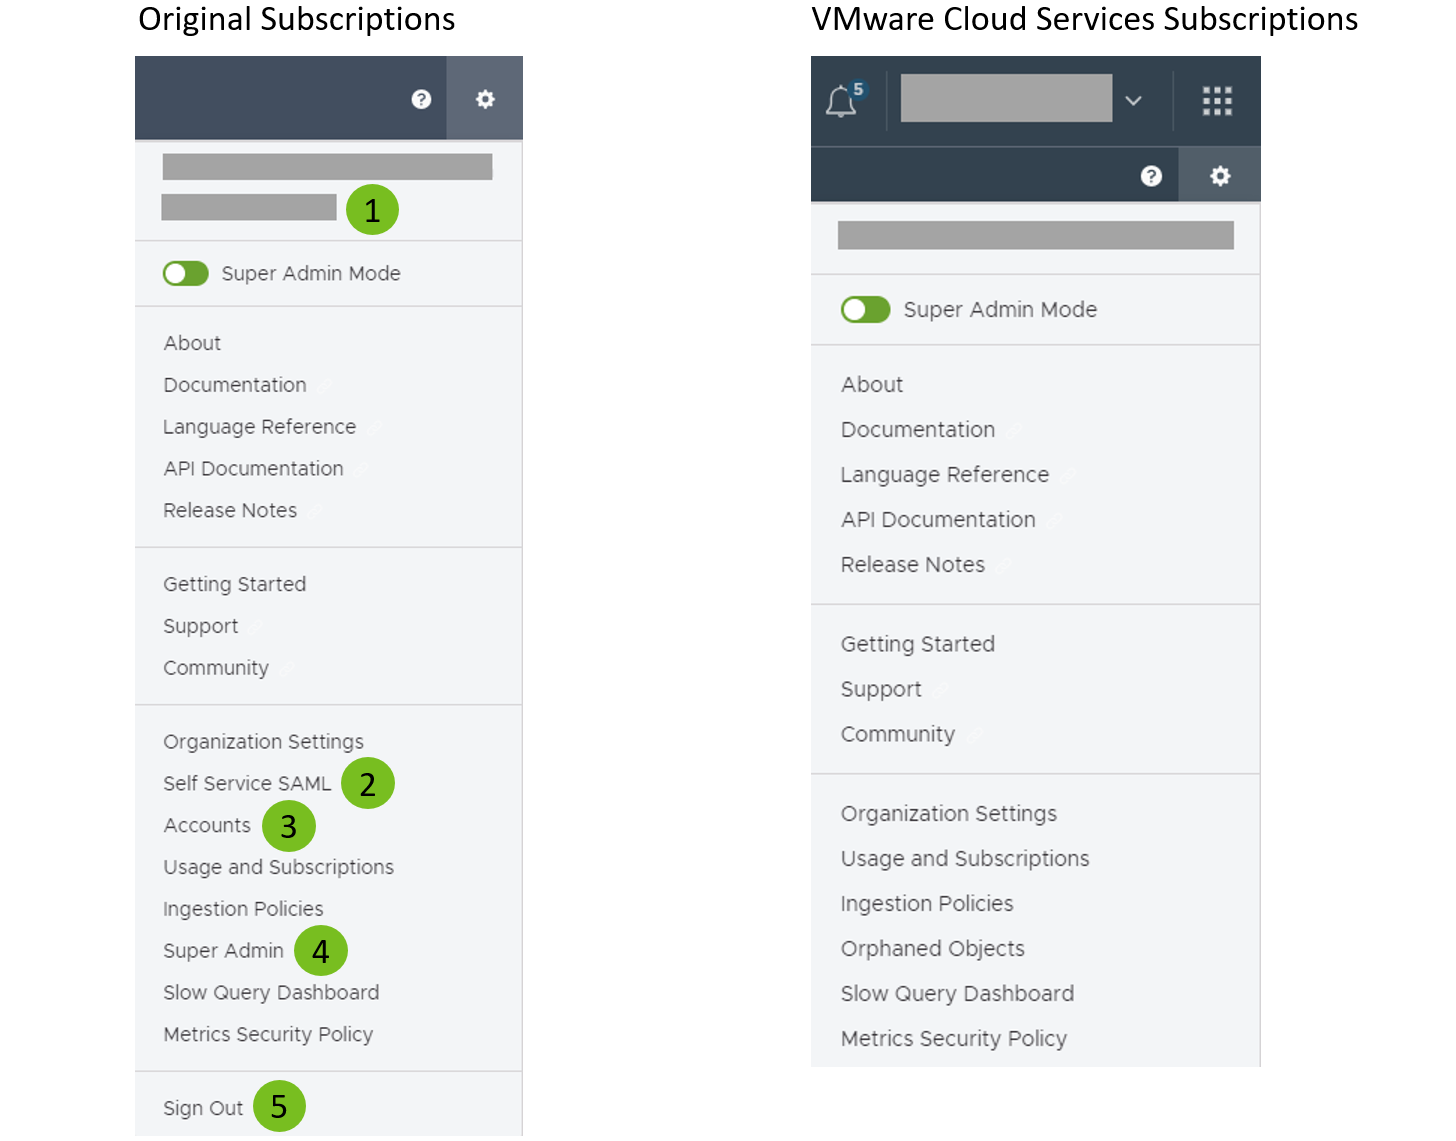 Original Subscriptions
?
1
Super Admin Mode
About
Documentation
Language Reference
API Documentation
Release Notes
Getting Started
Support
Community
Organization Settings
Self Service SAML 2
Accounts 3
Usage and Subscriptions
Ingestion Policies
Super Admin 4
Slow Query Dashboard
Metrics Security Policy
Sign Out 5
VMware Cloud Services Subscriptions
5
?
Super Admin Mode
About
Documentation
Language Reference
API Documentation
Release Notes
Getting Started
Support
Community
Organization Settings
Usage and Subscriptions
Ingestion Policies
Orphaned Objects
Slow Query Dashboard
Metrics Security Policy